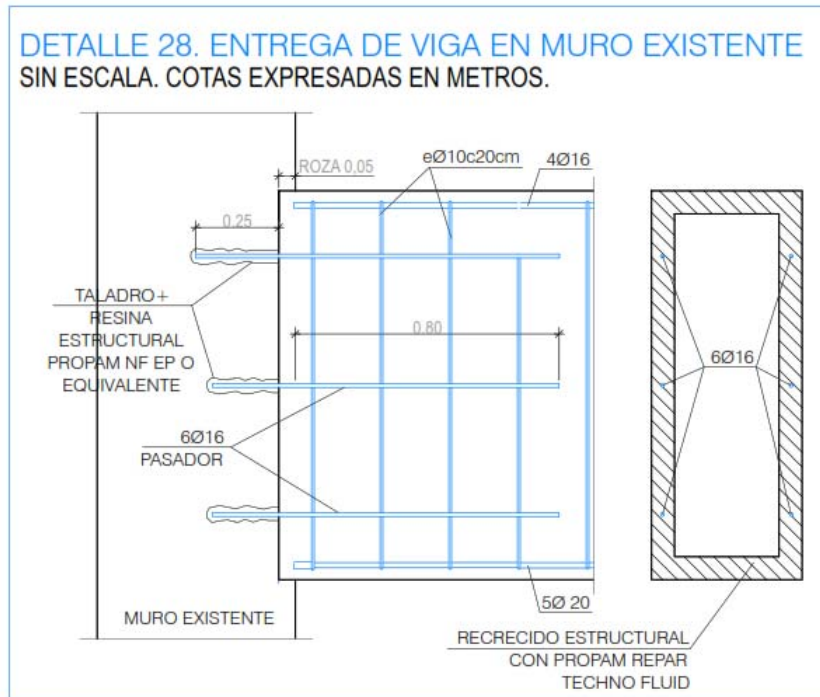 DETALLE 28. ENTREGA DE VIGA EN MURO EXISTENTE
SIN ESCALA. COTAS EXPRESADAS EN METROS.
ROZA 0,05
eØ10c20cm
4Ø16
0.25
TALADRO+
RESINA
ESTRUCTURAL
PROPAM NF EP O
EQUIVALENTE
0.80
6Ø16
6Ø16
PASADOR
5Ø 20
MURO EXISTENTE
RECRECIDO ESTRUCTURAL
CON PROPAM REPAR
TECHNO FLUID